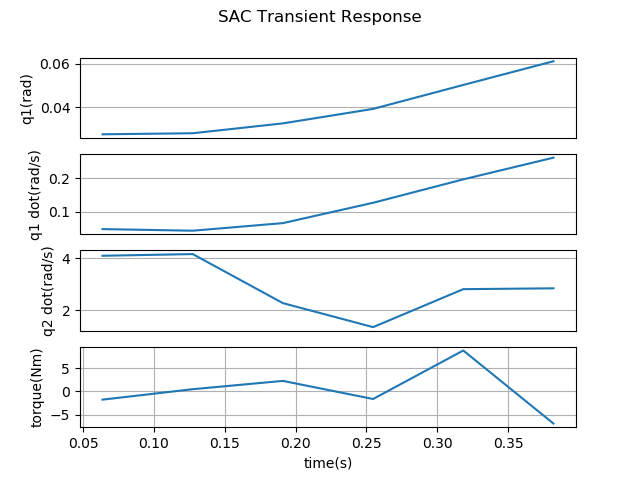 SAC Transient Response
q1(rad)
0.06
0.04
q1 dot(rad/s)
0.2
0.1
q2 dot(rad/s)
4
2
torque(Nm)
5
0
−5
0.05 0.10 0.15 0.20 0.25 0.30 0.35
time(s)